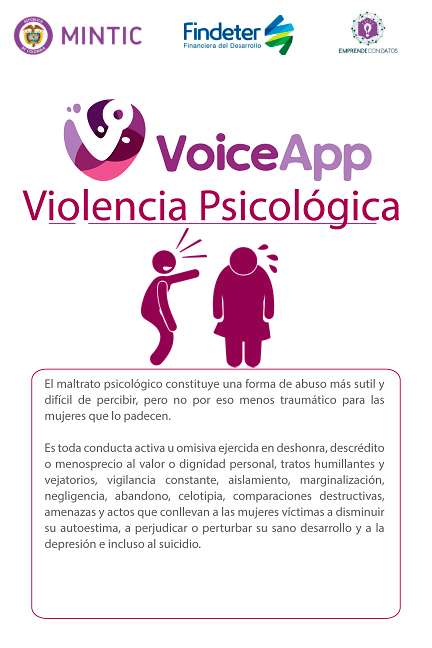 MINTIC
Findeter
Financiera del Desarrollo
EMPRENDECONDATOS
VoiceApp
Violencia Psicológica
El maltrato psicológico constituye una forma de abuso más sutil y
difícil de percibir, pero no por eso menos traumático para las
mujeres que lo padecen.
Es toda conducta activa u omisiva ejercida en deshonra, descrédito
o menosprecio al valor o dignidad personal, tratos humillantes y
vejatorios, vigilancia constante, aislamiento, marginalización,
negligencia, abandono, celotipia, comparaciones destructivas,
amenazas y actos que conllevan a las mujeres víctimas a disminuir
su autoestima, a perjudicar o perturbar su sano desarrollo y a la
depresión e incluso al suicidio.